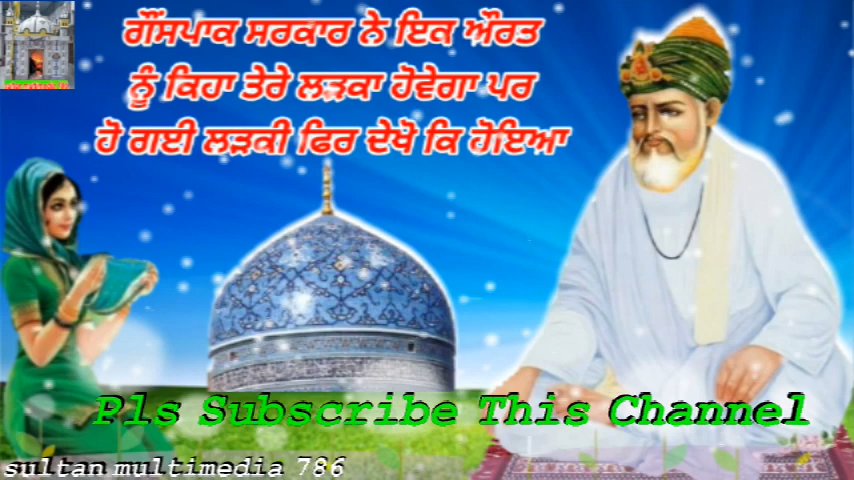 ਗੌਂਸਪਾਕ ਸਰਕਾਰ ਨੇ ਇਕ ਔਰਤ
ਨੂੰ ਕਿਹਾ ਤੇਰੇ ਲੜਕਾ ਹੋਵੇਗਾ ਪਰ
ਹੋ ਗਈ ਲੜਕੀ ਫਿਰ ਦੇਖੋ ਕਿ ਹੋਇਆ
Pls Subscribe This Channel
sultan multimedia 786